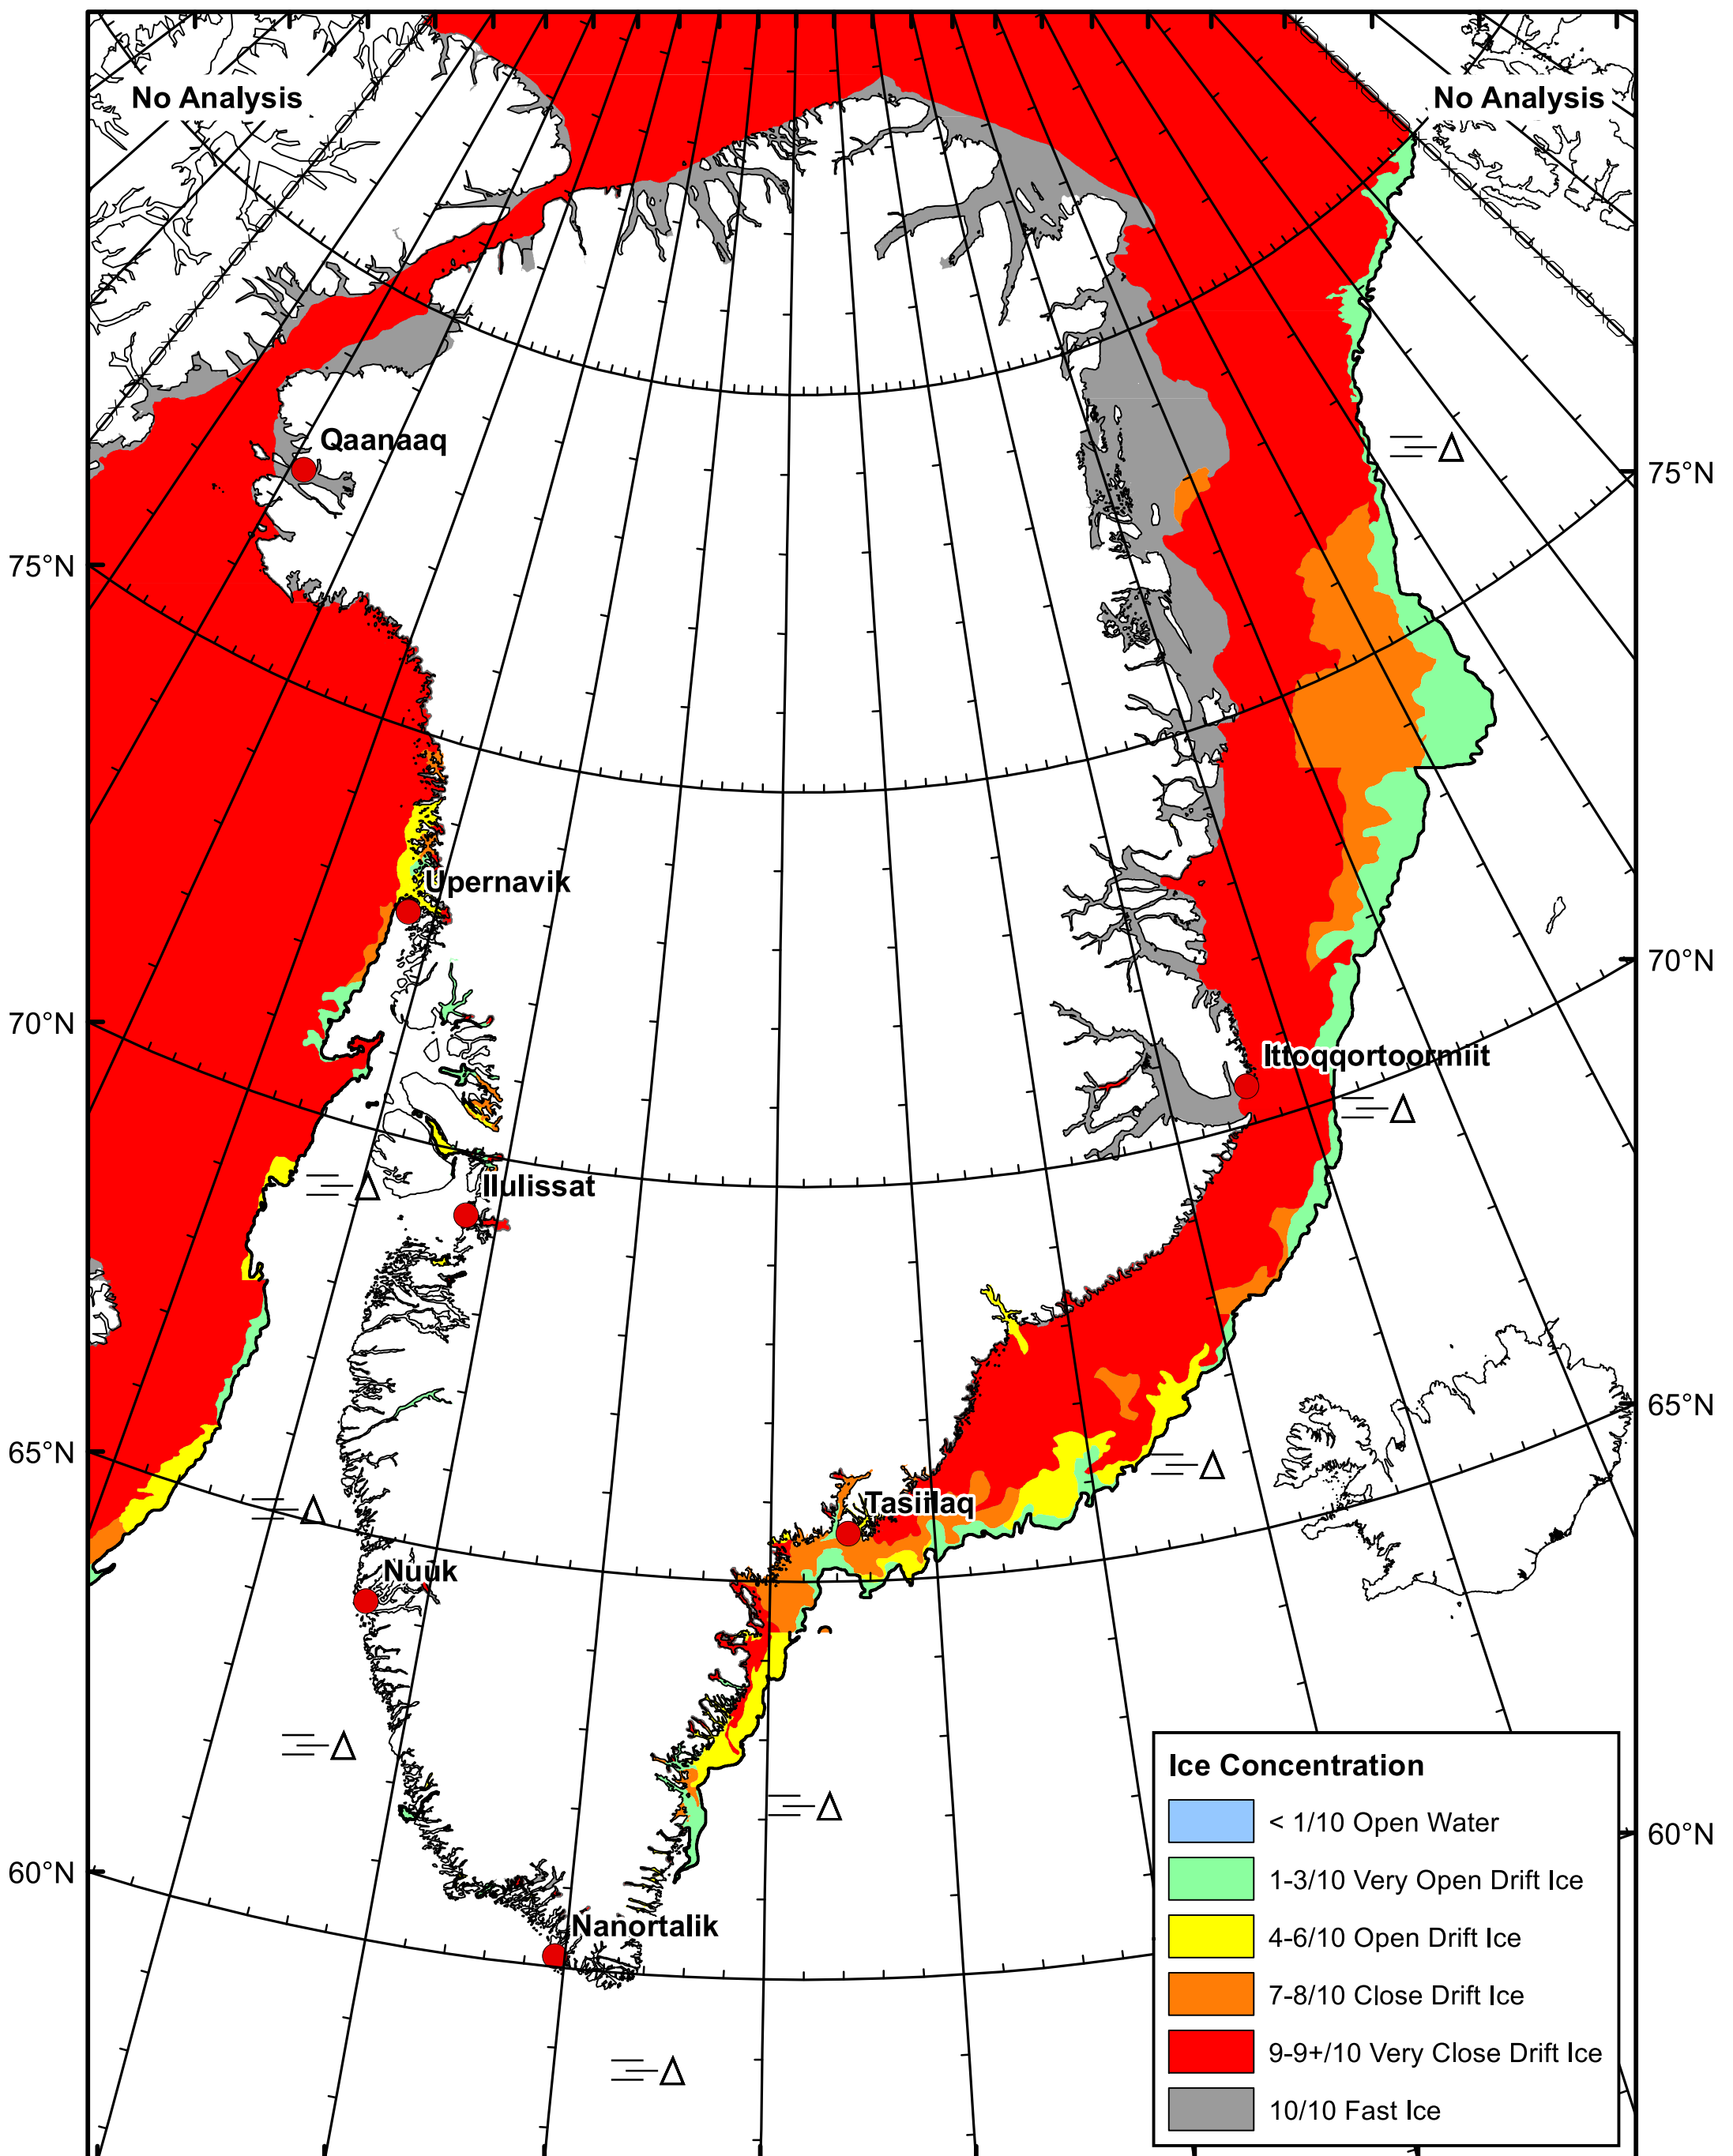 No Analysis
No Analysis
Qaanaaq
75°N
75°N
Upernavik
70°N
70°N
Ittoqqortoormiit
Ilulissat
65°N
65°N
Tasiilaq
Nuuk
Ice Concentration
< 1/10 Open Water
60°N
60°N
1-3/10 Very Open Drift Ice
Nanortalik
4-6/10 Open Drift Ice
7-8/10 Close Drift Ice
9-9+/10 Very Close Drift Ice
10/10 Fast Ice